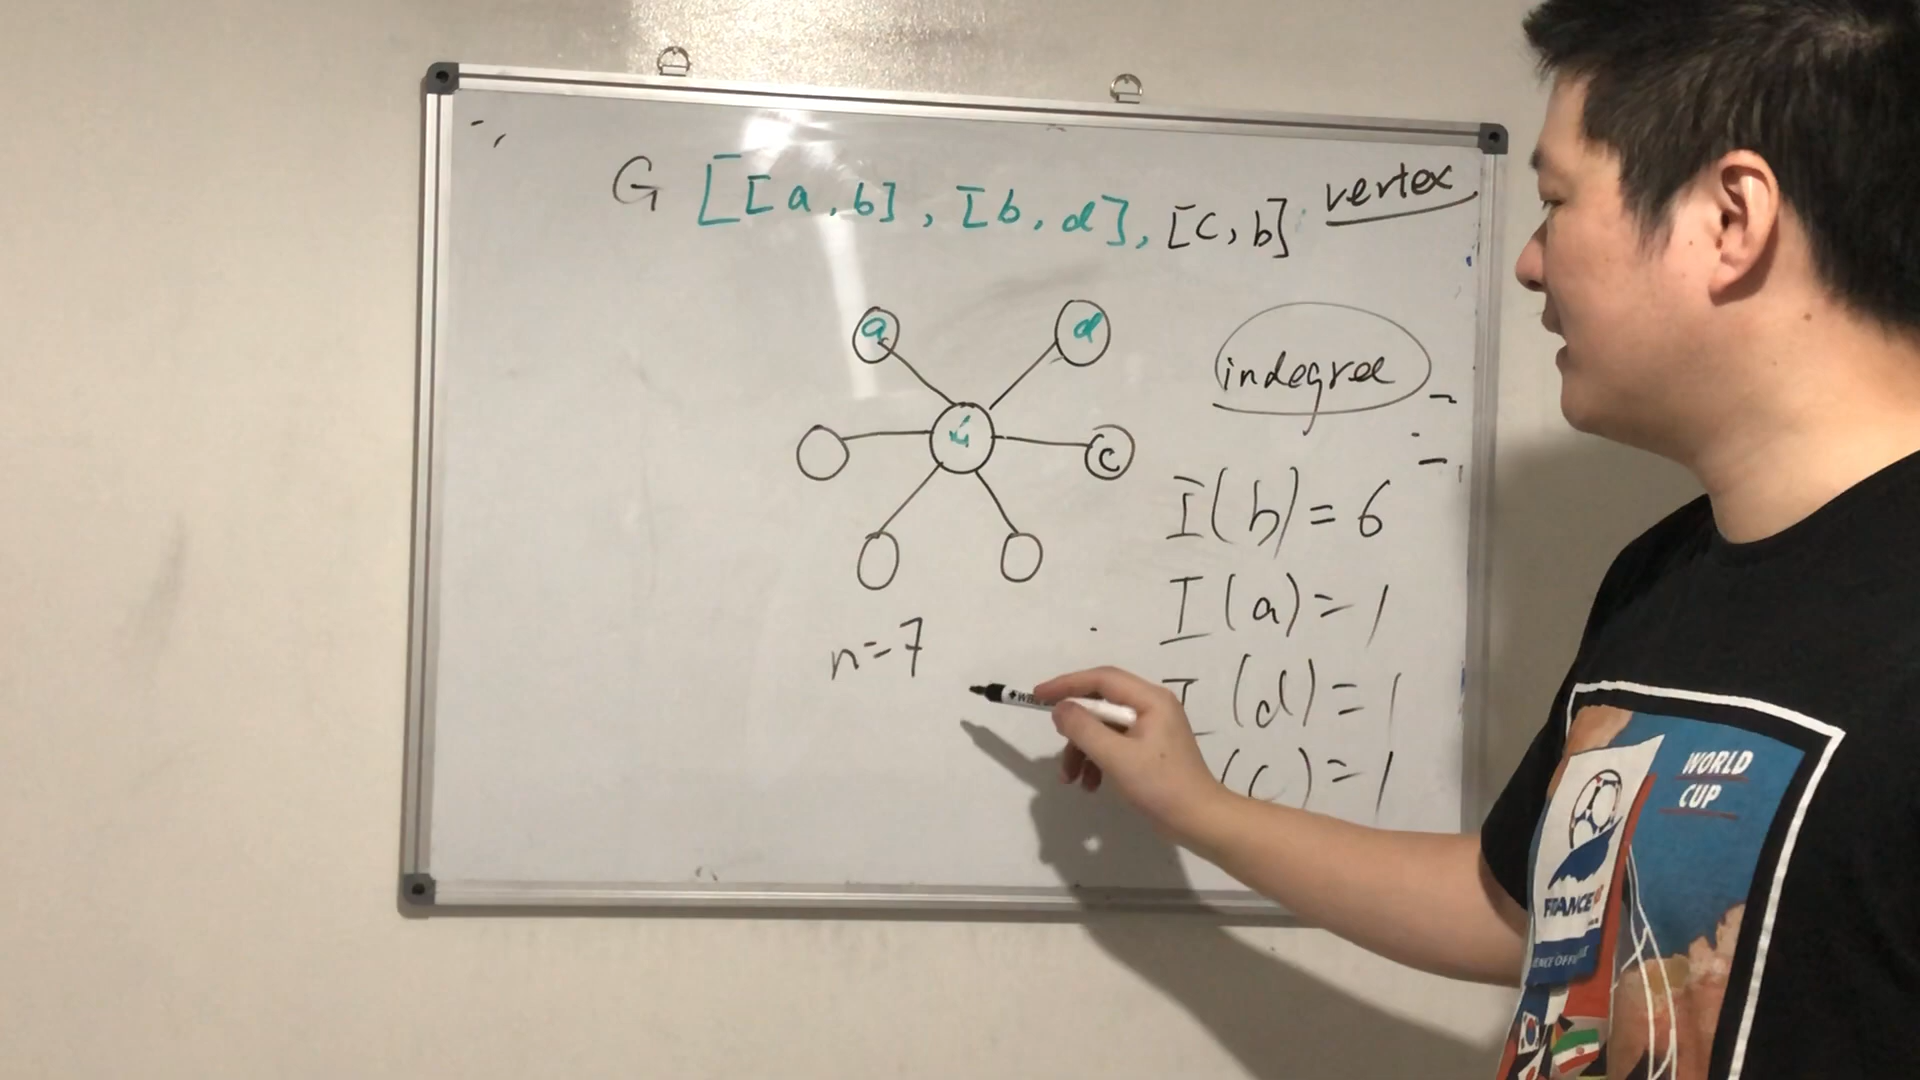 G [[a, b], [b, d], [c, b] vertex
a
d
c
indegree
I(b) = 6
I(a) = 1
I(d) = 1
(c) = 1
n=7
WORLD
CUP
FRANCE